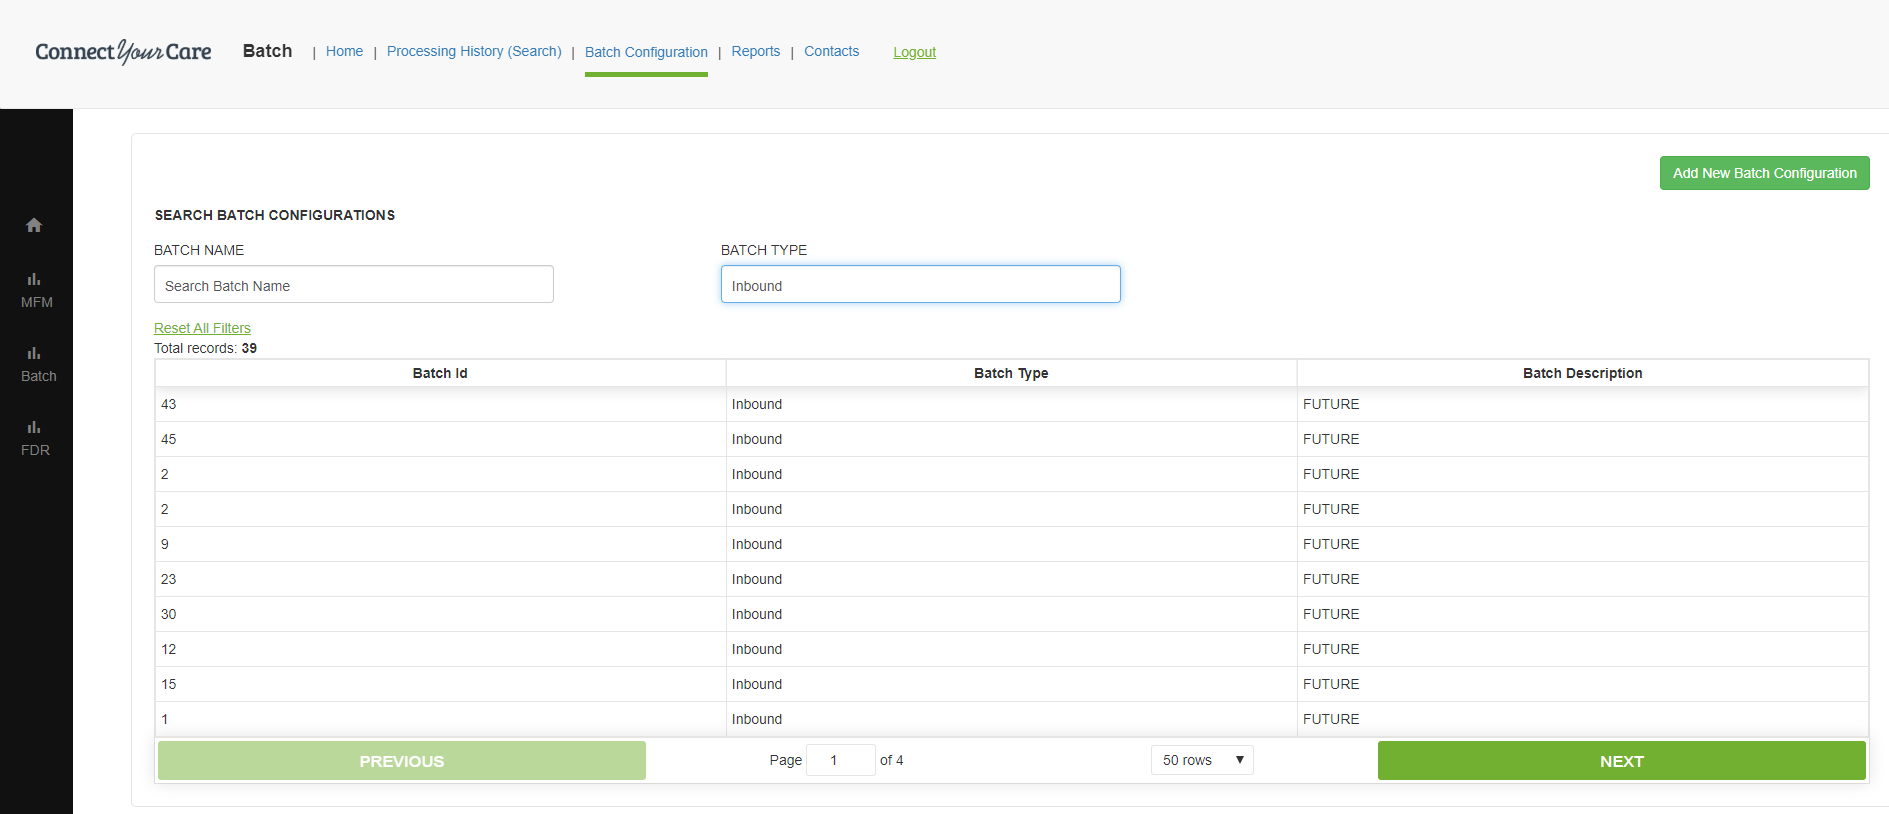 ConnectYourCare Batch | Home | Processing History (Search) | Batch Configuration | Reports | Contacts Logout
Add New Batch Configuration
SEARCH BATCH CONFIGURATIONS
BATCH NAME BATCH TYPE
Search Batch Name Inbound
Reset All Filters
Total records: 39
MFM
Batch
FDR
Batch Id Batch Type Batch Description
43 Inbound FUTURE
45 Inbound FUTURE
2 Inbound FUTURE
2 Inbound FUTURE
9 Inbound FUTURE
23 Inbound FUTURE
30 Inbound FUTURE
12 Inbound FUTURE
15 Inbound FUTURE
1 Inbound FUTURE
PREVIOUS Page 1 of 4 50 rows NEXT